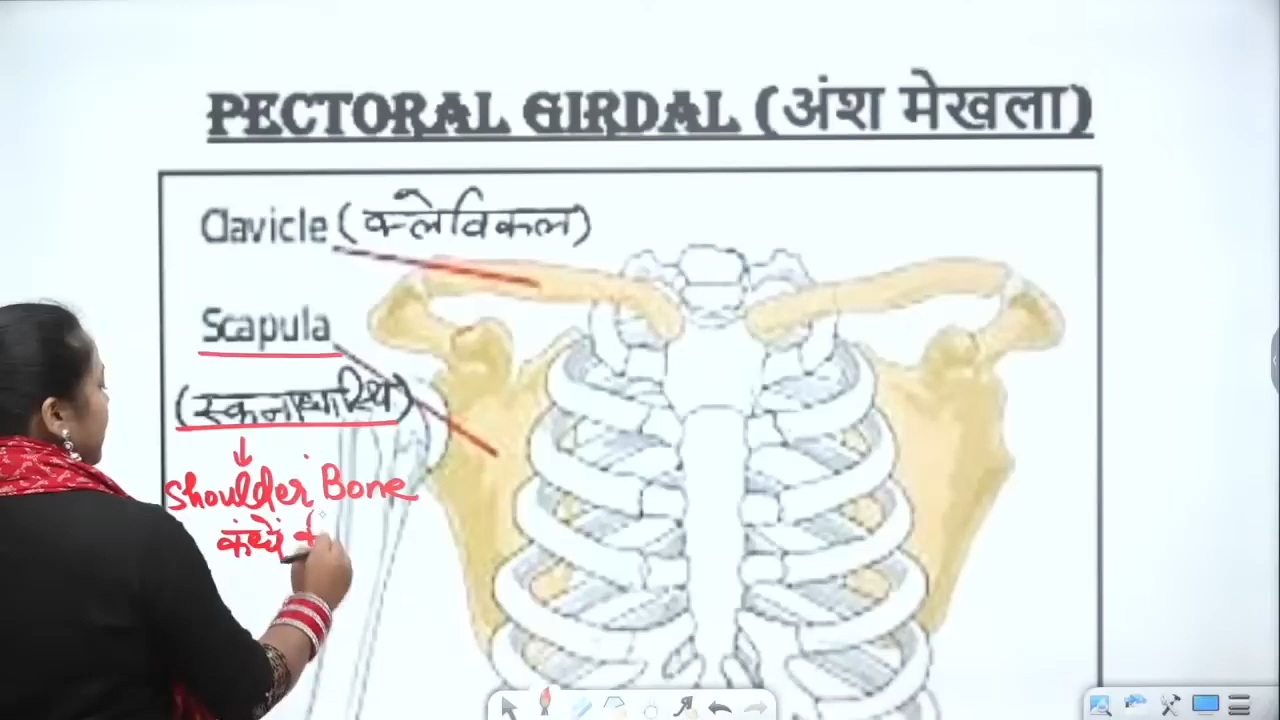 PECTORAL GIRDAL (अंश मेखला)
Clavicle (क्लेविकल)
Scapula
(स्कनाधास्थि)
Shoulder Bone
कंधे